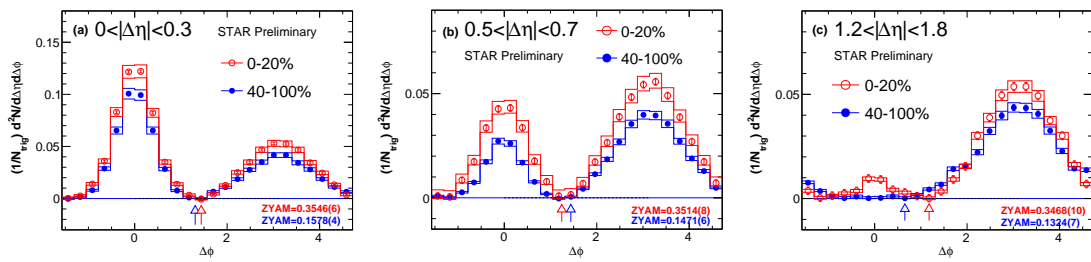 (a) 0<|Δη|<0.3
STAR Preliminary
0-20%
40-100%
(1/N_trig) d²N/dΔηdΔϕ
0.15
0.1
0.05
0
ZYAM=0.3546(6)
ZYAM=0.1578(4)
0 2 4
Δϕ
(b) 0.5<|Δη|<0.7
STAR Preliminary
0-20%
40-100%
(1/N_trig) d²N/dΔηdΔϕ
0.05
0
ZYAM=0.3514(8)
ZYAM=0.1471(6)
0 2 4
Δϕ
(c) 1.2<|Δη|<1.8
STAR Preliminary
0-20%
40-100%
(1/N_trig) d²N/dΔηdΔϕ
0.05
0
ZYAM=0.3468(10)
ZYAM=0.1324(7)
0 2 4
Δϕ